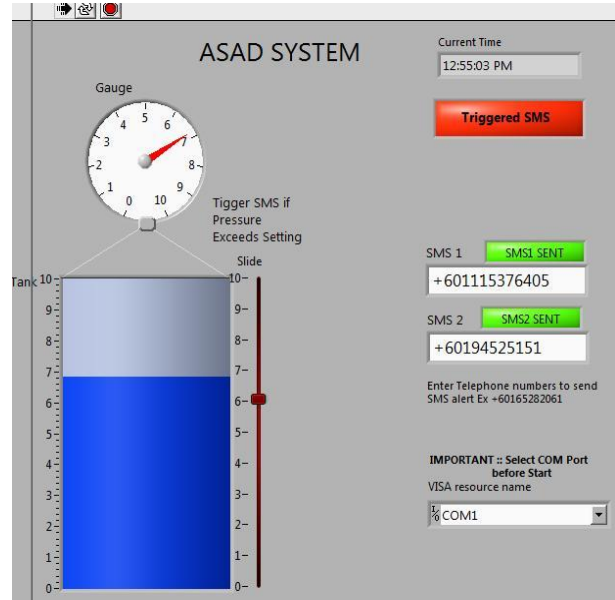 ASAD SYSTEM
Current Time
12:55:03 PM
Triggered SMS
Gauge
0 1 2 3 4 5 6 7 8 9 10
Tigger SMS if
Pressure
Exceeds Setting
Slide
Tank
10
9
8
7
6
5
4
3
2
1
0
10
9
8
7
6
5
4
3
2
1
0
SMS 1
SMS1 SENT
+601115376405
SMS 2
SMS2 SENT
+60194525151
Enter Telephone numbers to send
SMS alert Ex +60165282061
IMPORTANT :: Select COM Port
before Start
VISA resource name
I/O COM1